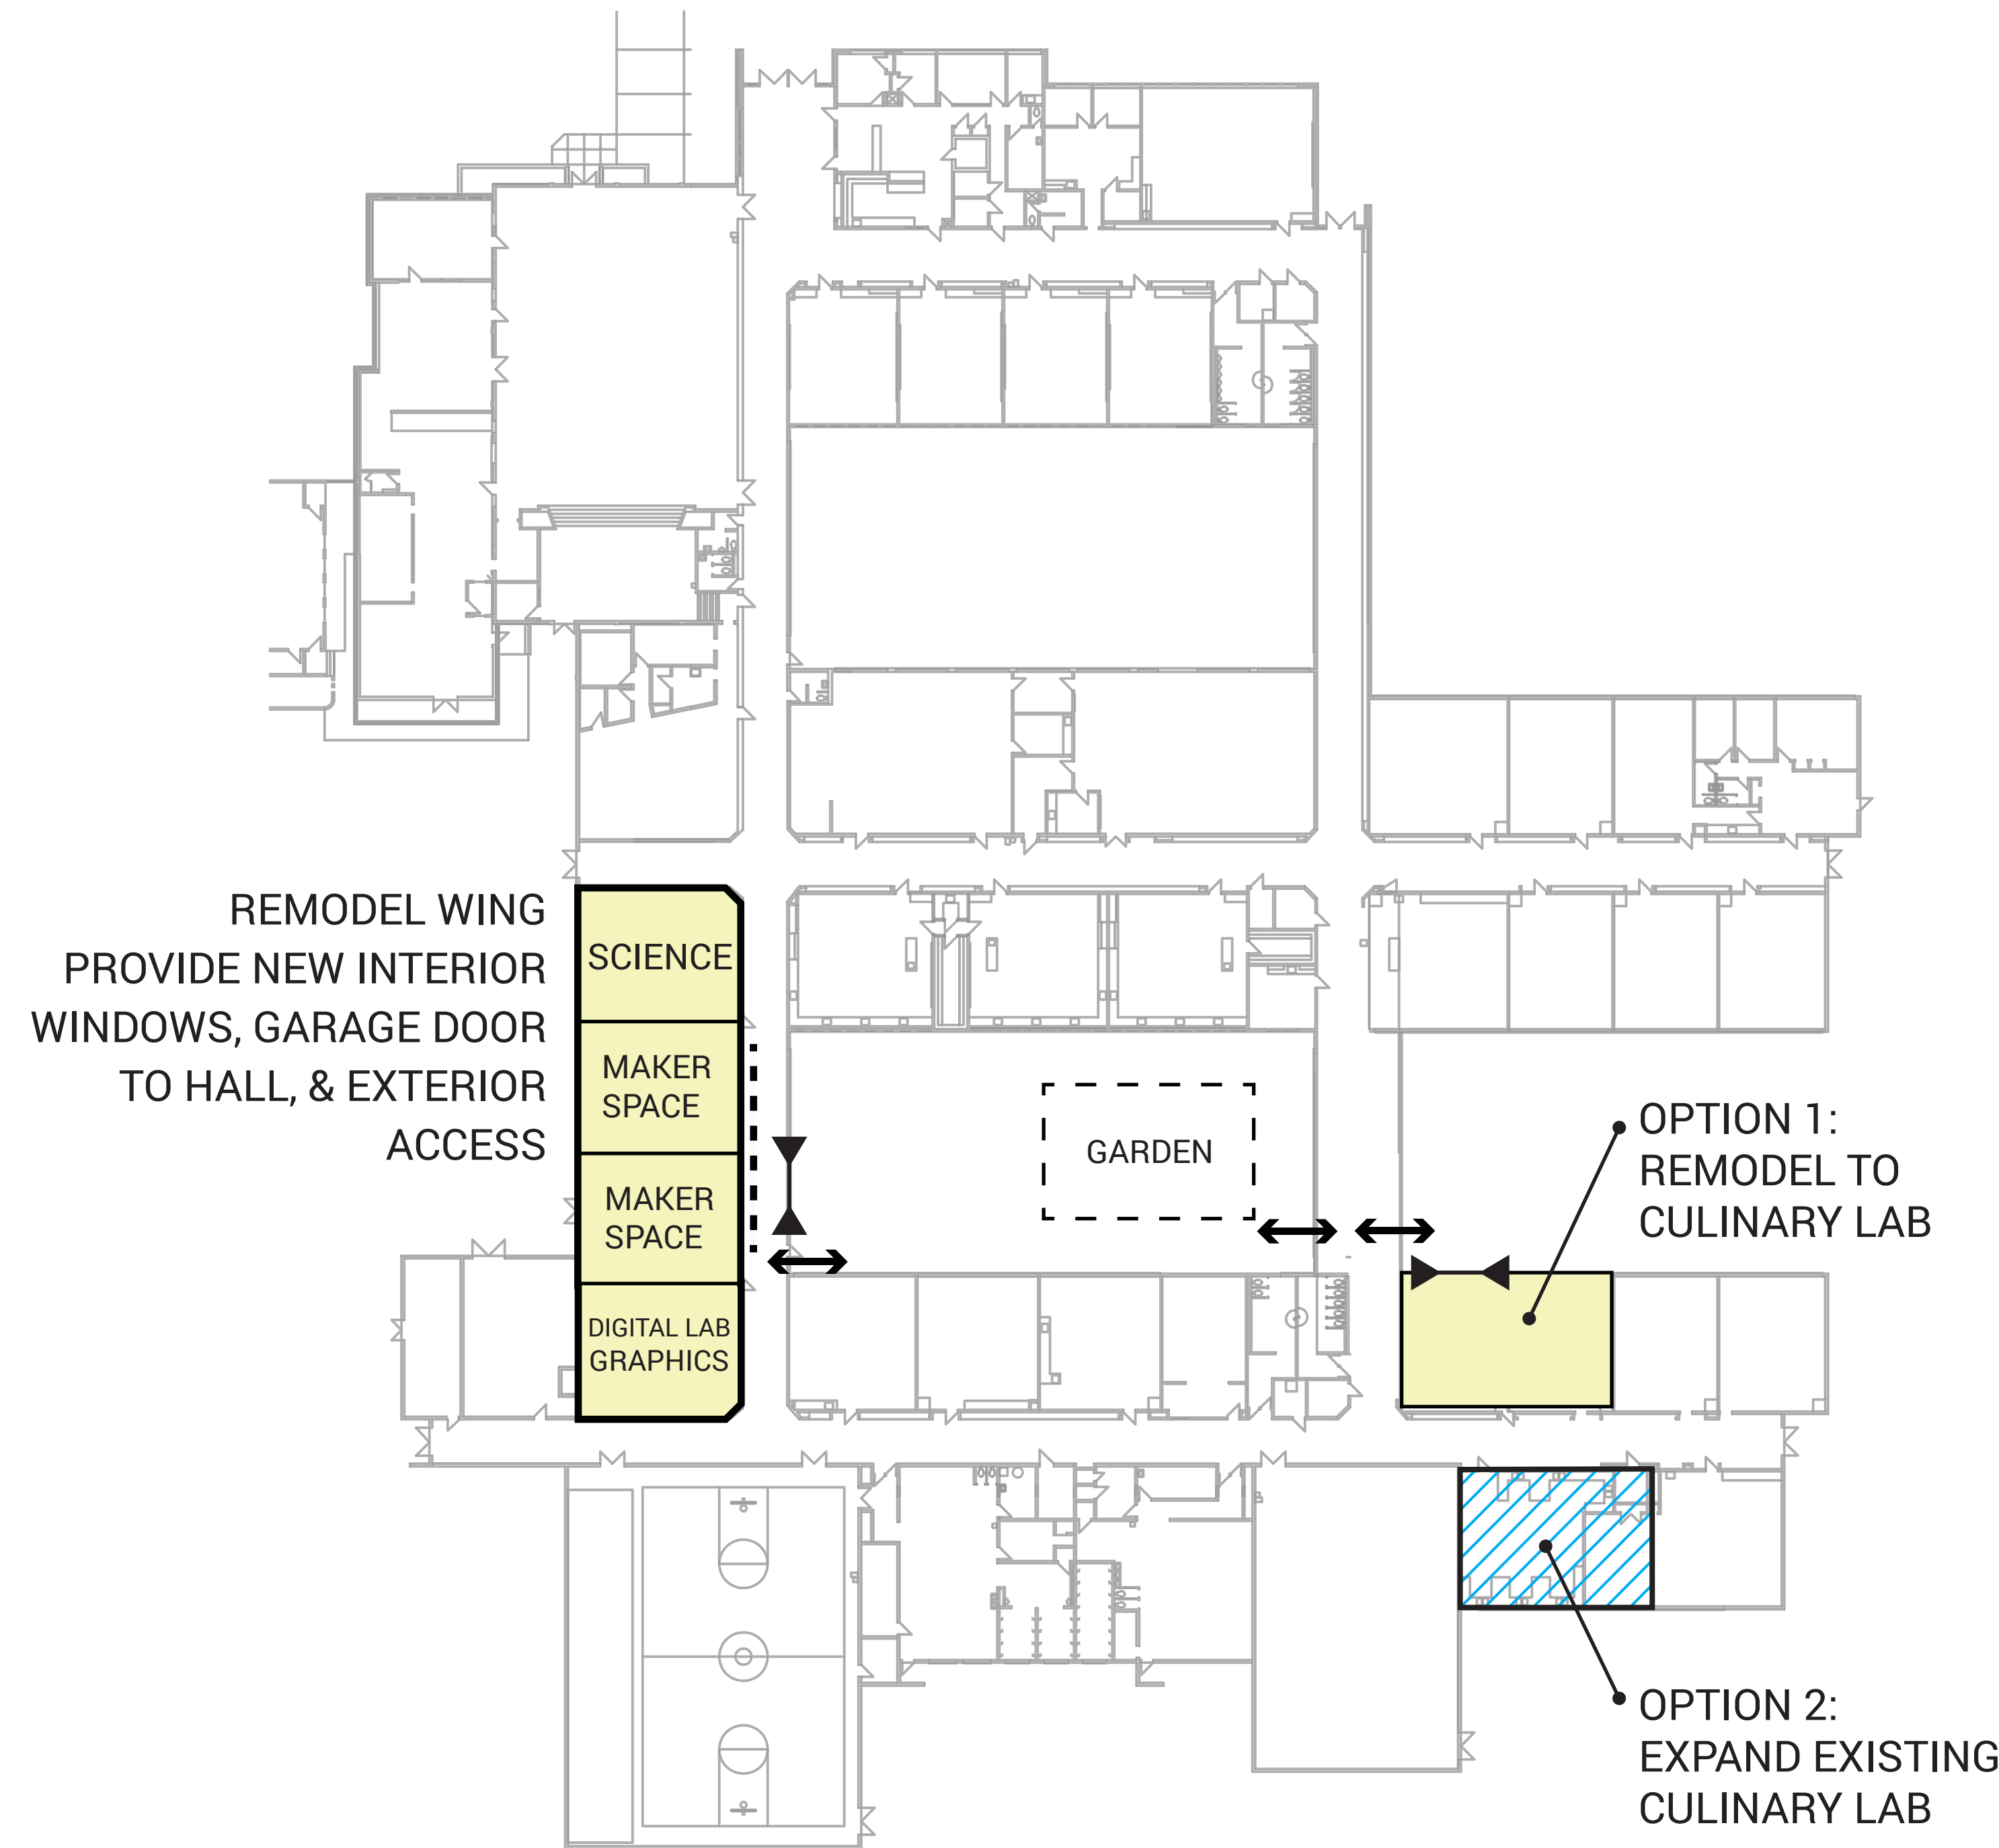 REMODEL WING
PROVIDE NEW INTERIOR
WINDOWS, GARAGE DOOR
TO HALL, & EXTERIOR
ACCESS
SCIENCE
MAKER
SPACE
MAKER
SPACE
DIGITAL LAB
GRAPHICS
GARDEN
OPTION 1:
REMODEL TO
CULINARY LAB
OPTION 2:
EXPAND EXISTING
CULINARY LAB